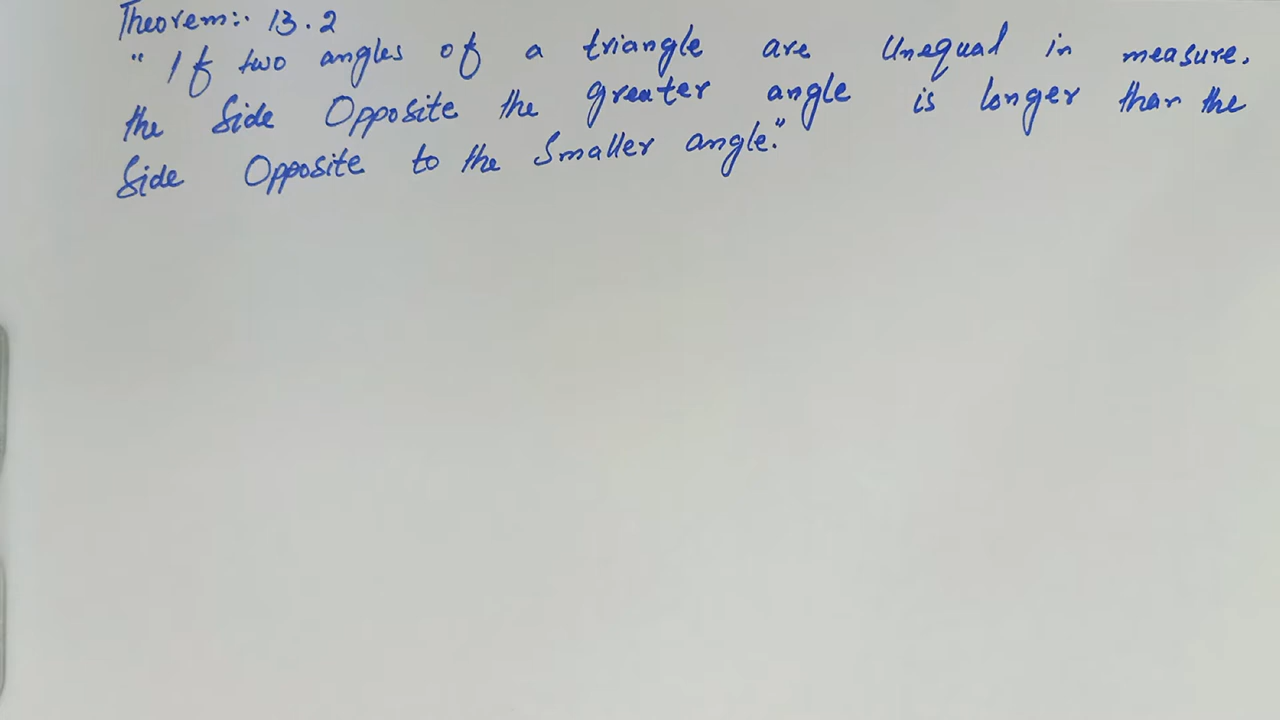 Theorem:. 13.2
" If two angles of a triangle are Unequal in measure.
the Side Opposite the greater angle is longer than the
Side Opposite to the Smaller angle."